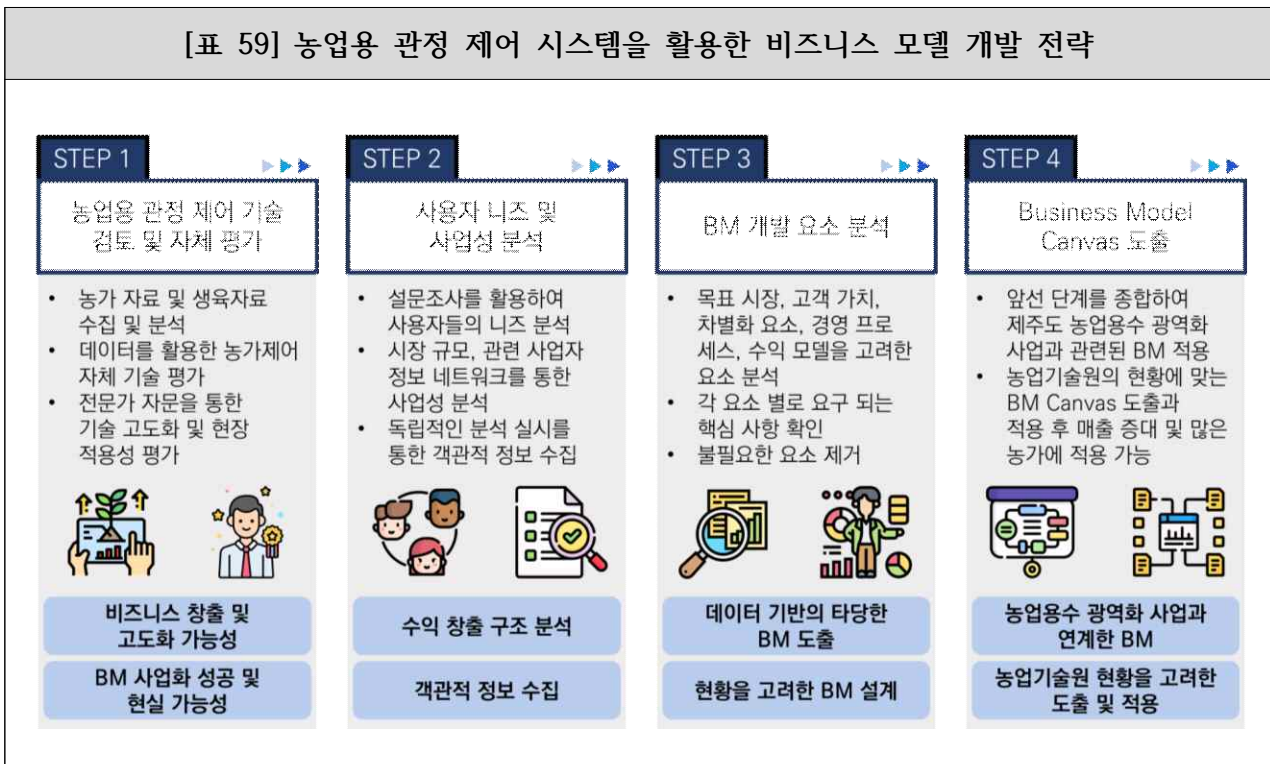 [표 59] 농업용 관정 제어 시스템을 활용한 비즈니스 모델 개발 전략
STEP 1
농업용 관정 제어 기술
검토 및 자체 평가
• 농가 자료 및 생육자료
수집 및 분석
• 데이터를 활용한 농가제어
자체 기술 평가
• 전문가 자문을 통한
기술 고도화 및 현장
적용성 평가
비즈니스 창출 및
고도화 가능성
BM 사업화 성공 및
현실 가능성
STEP 2
사용자 니즈 및
사업성 분석
• 설문조사를 활용하여
사용자들의 니즈 분석
• 시장 규모, 관련 사업자
정보 네트워크를 통한
사업성 분석
• 독립적인 분석 실시를
통한 객관적 정보 수집
수익 창출 구조 분석
객관적 정보 수집
STEP 3
BM 개발 요소 분석
• 목표 시장, 고객 가치,
차별화 요소, 경영 프로
세스, 수익 모델을 고려한
요소 분석
• 각 요소 별로 요구 되는
핵심 사항 확인
• 불필요한 요소 제거
데이터 기반의 타당한
BM 도출
현황을 고려한 BM 설계
STEP 4
Business Model
Canvas 도출
• 앞선 단계를 종합하여
제주도 농업용수 광역화
사업과 관련된 BM 적용
• 농업기술원의 현황에 맞는
BM Canvas 도출과
적용 후 매출 증대 및 많은
농가에 적용 가능
농업용수 광역화 사업과
연계한 BM
농업기술원 현황을 고려한
도출 및 적용